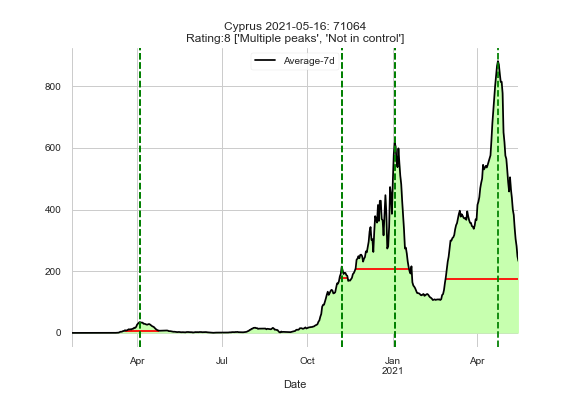 Cyprus 2021-05-16: 71064
Rating:8 ['Multiple peaks', 'Not in control']
Average-7d
800
600
400
200
0
Apr
Jul
Oct
Jan
2021
Apr
Date